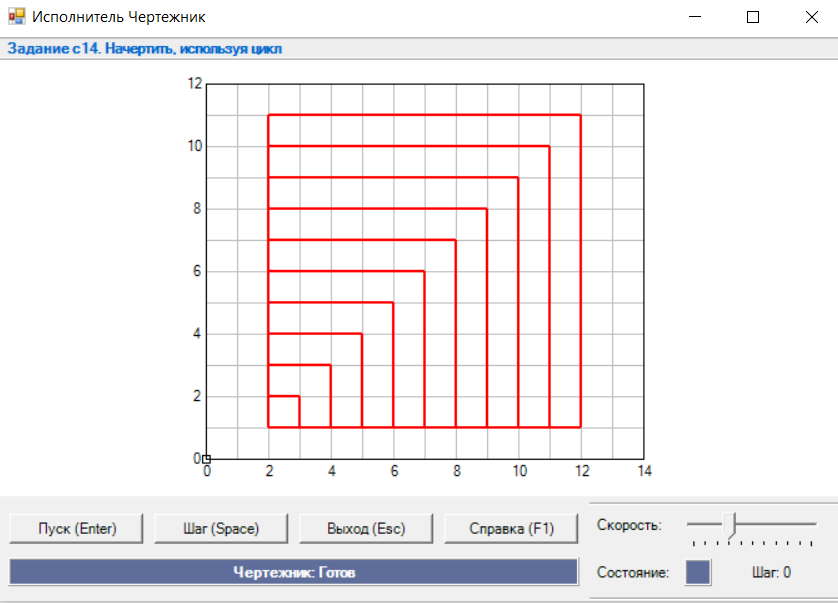 Исполнитель Чертежник
Задание c14. Начертить, используя цикл
12
10
8
6
4
2
0
0 2 4 6 8 10 12 14
Пуск (Enter) Шаг (Space) Выход (Esc) Справка (F1) Скорость:
Чертежник: Готов Состояние: Шаг: 0